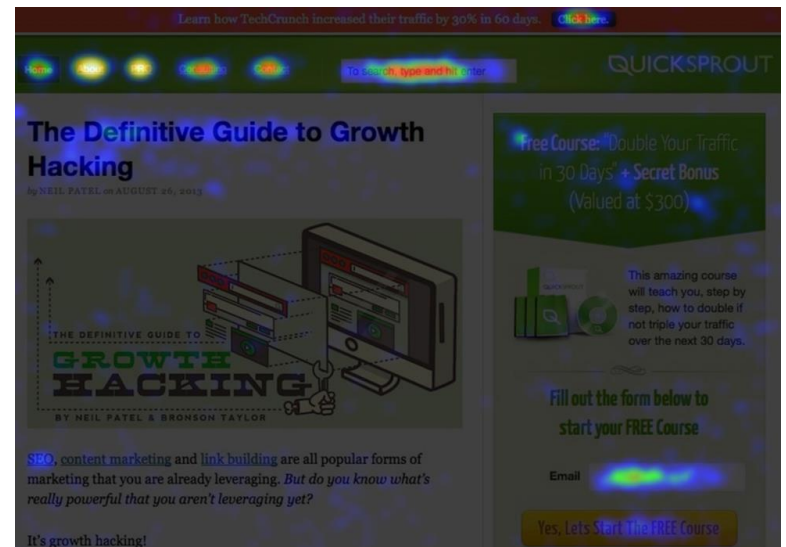 Learn how TechCrunch increased their traffic by 30% in 60 days. Click here.
Home About Blog Consulting Contact To search, type and hit enter
QUICKSPROUT
The Definitive Guide to Growth
Hacking
by NEIL PATEL on AUGUST 26, 2013
Free Course: "Double Your Traffic
in 30 Days" + Secret Bonus
(Valued at $300)
THE DEFINITIVE GUIDE TO
GROWTH
HACKING
BY NEIL PATEL & BRONSON TAYLOR
QUICKSPROUT
This amazing course
will teach you, step by
step, how to double if
not triple your traffic
over the next 30 days.
Fill out the form below to
start your FREE Course
Email
Yes, Lets Start The FREE Course
SEO, content marketing and link building are all popular forms of
marketing that you are already leveraging. But do you know what's
really powerful that you aren't leveraging yet?
It's growth hacking!